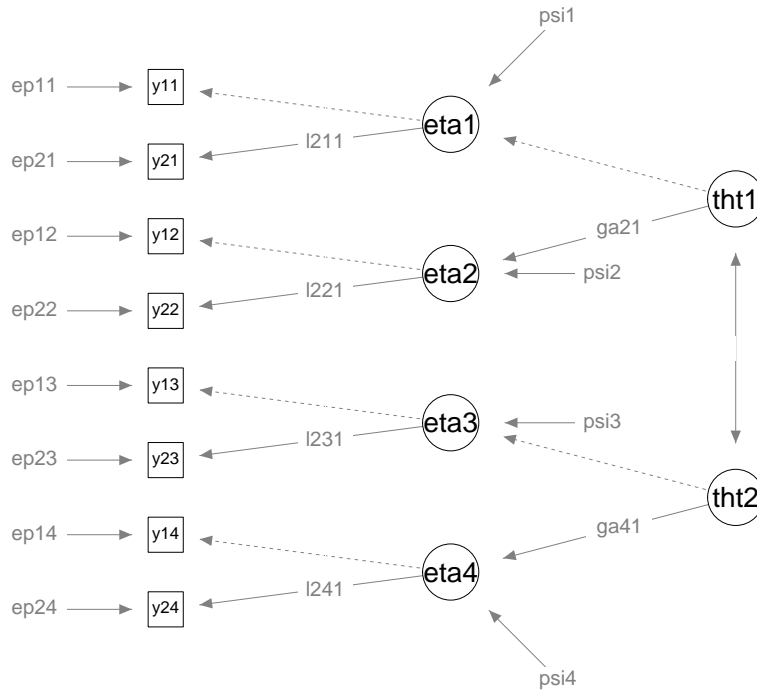 psi1
ep11 y11
eta1
l211
ep21 y21
tht1
ep12 y12
ga21
eta2 psi2
l221
ep22 y22
ep13 y13
eta3 psi3
l231
ep23 y23
tht2
ep14 y14
ga41
eta4
l241
ep24 y24
psi4